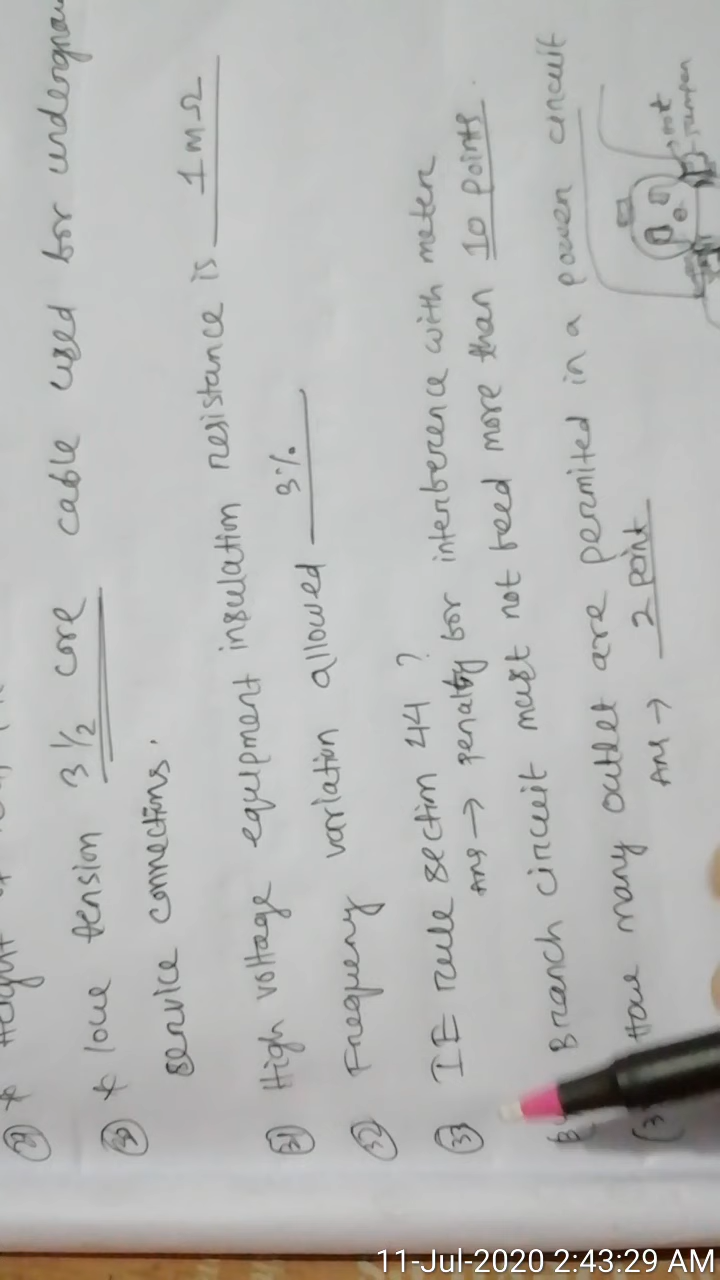 (29) * Height of
(30) * low tension 3 1/2 core cable used for undergrou
service connections.
(31) High voltage equipment insulation resistance is 1 MΩ
(32) Frequency variation allowed 3%
(33) IE rule section 44 ?
Ans → penalty for interference with meter
Branch circuit must not feed more than 10 points.
How many outlet are permited in a power circuit
Ans → 2 point
11-Jul-2020 2:43:29 AM